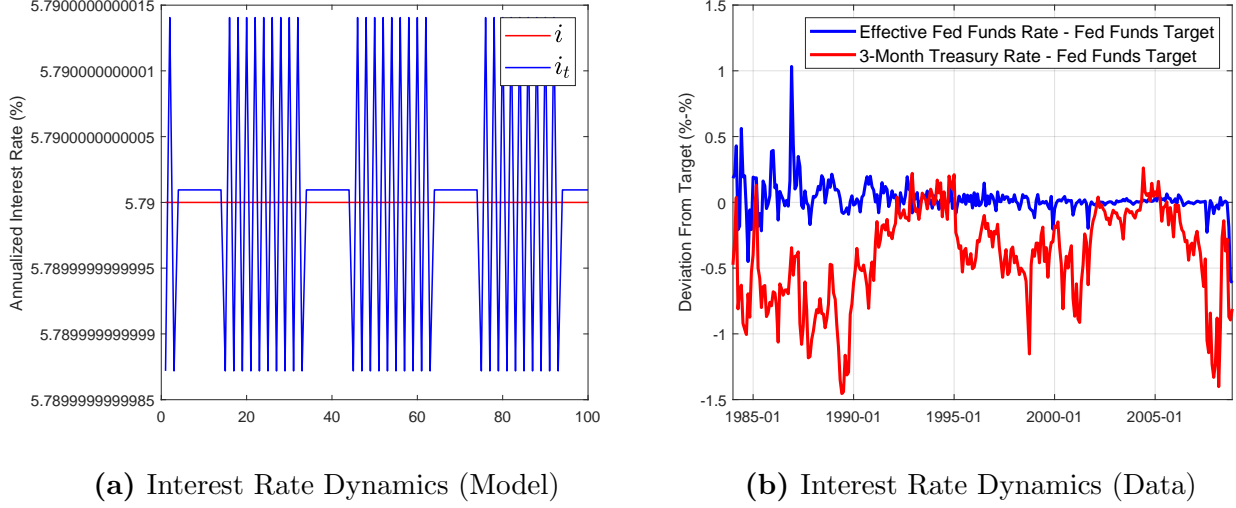 5.7900000000015
5.790000000001
5.7900000000005
5.79
5.7899999999995
5.789999999999
5.7899999999985
Annualized Interest Rate (%)
0 20 40 60 80 100
i
i_t
1.5
1
0.5
0
-0.5
-1
-1.5
Deviation From Target (%-%)
1985-01 1990-01 1995-01 2000-01 2005-01
Effective Fed Funds Rate - Fed Funds Target
3-Month Treasury Rate - Fed Funds Target
(a) Interest Rate Dynamics (Model)
(b) Interest Rate Dynamics (Data)